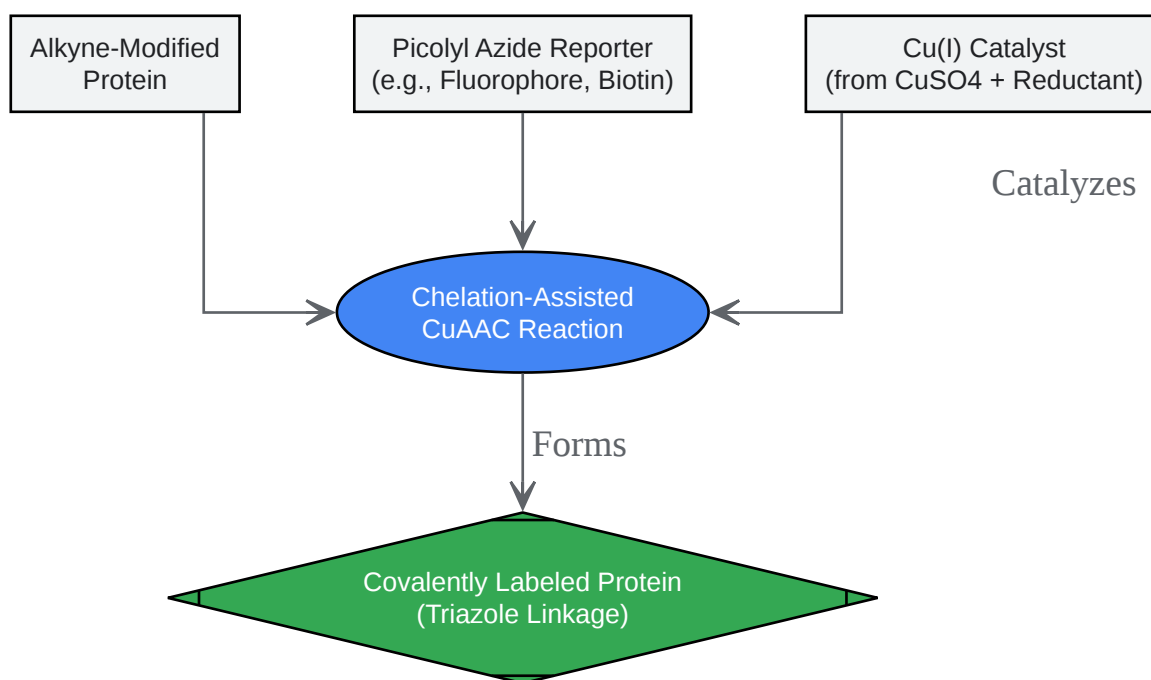 Alkyne-Modified
Protein
Picolyl Azide Reporter
(e.g., Fluorophore, Biotin)
Cu(I) Catalyst
(from CuSO4 + Reductant)
Catalyzes
Chelation-Assisted
CuAAC Reaction
Forms
Covalently Labeled Protein
(Triazole Linkage)